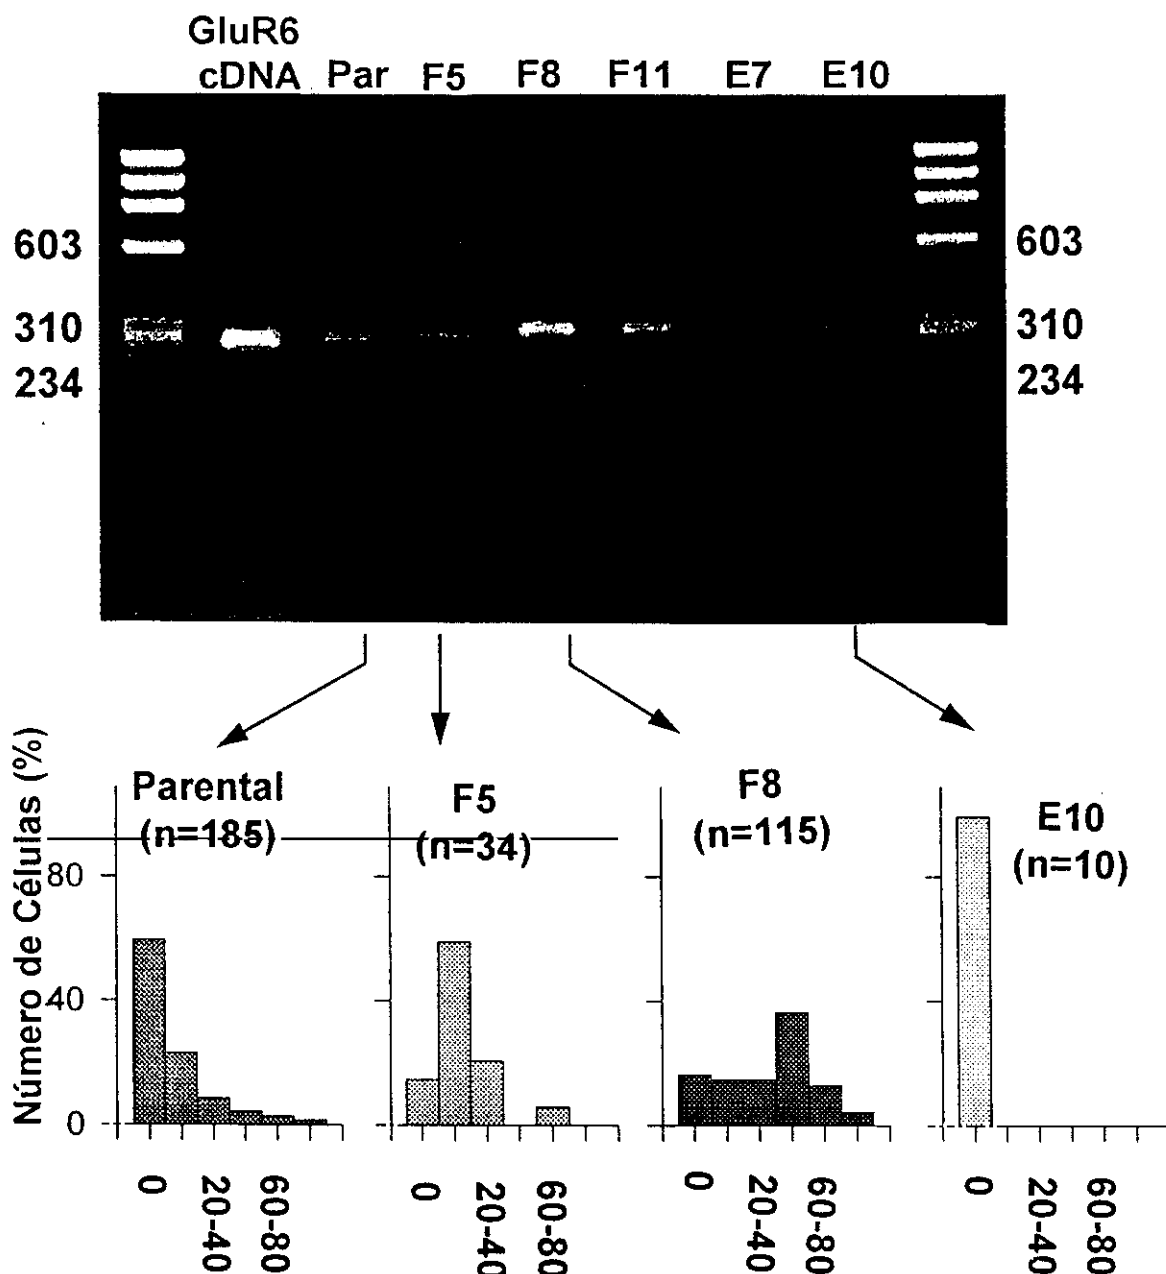 GluR6
cDNA Par F5 F8 F11 E7 E10
603 603
310 310
234 234
Parental
(n=185)
F5
(n=34)
F8
(n=115)
E10
(n=10)
Número de Células (%)
80
40
0
0 20-40 60-80
0 20-40 60-80
0 20-40 60-80
0 20-40 60-80